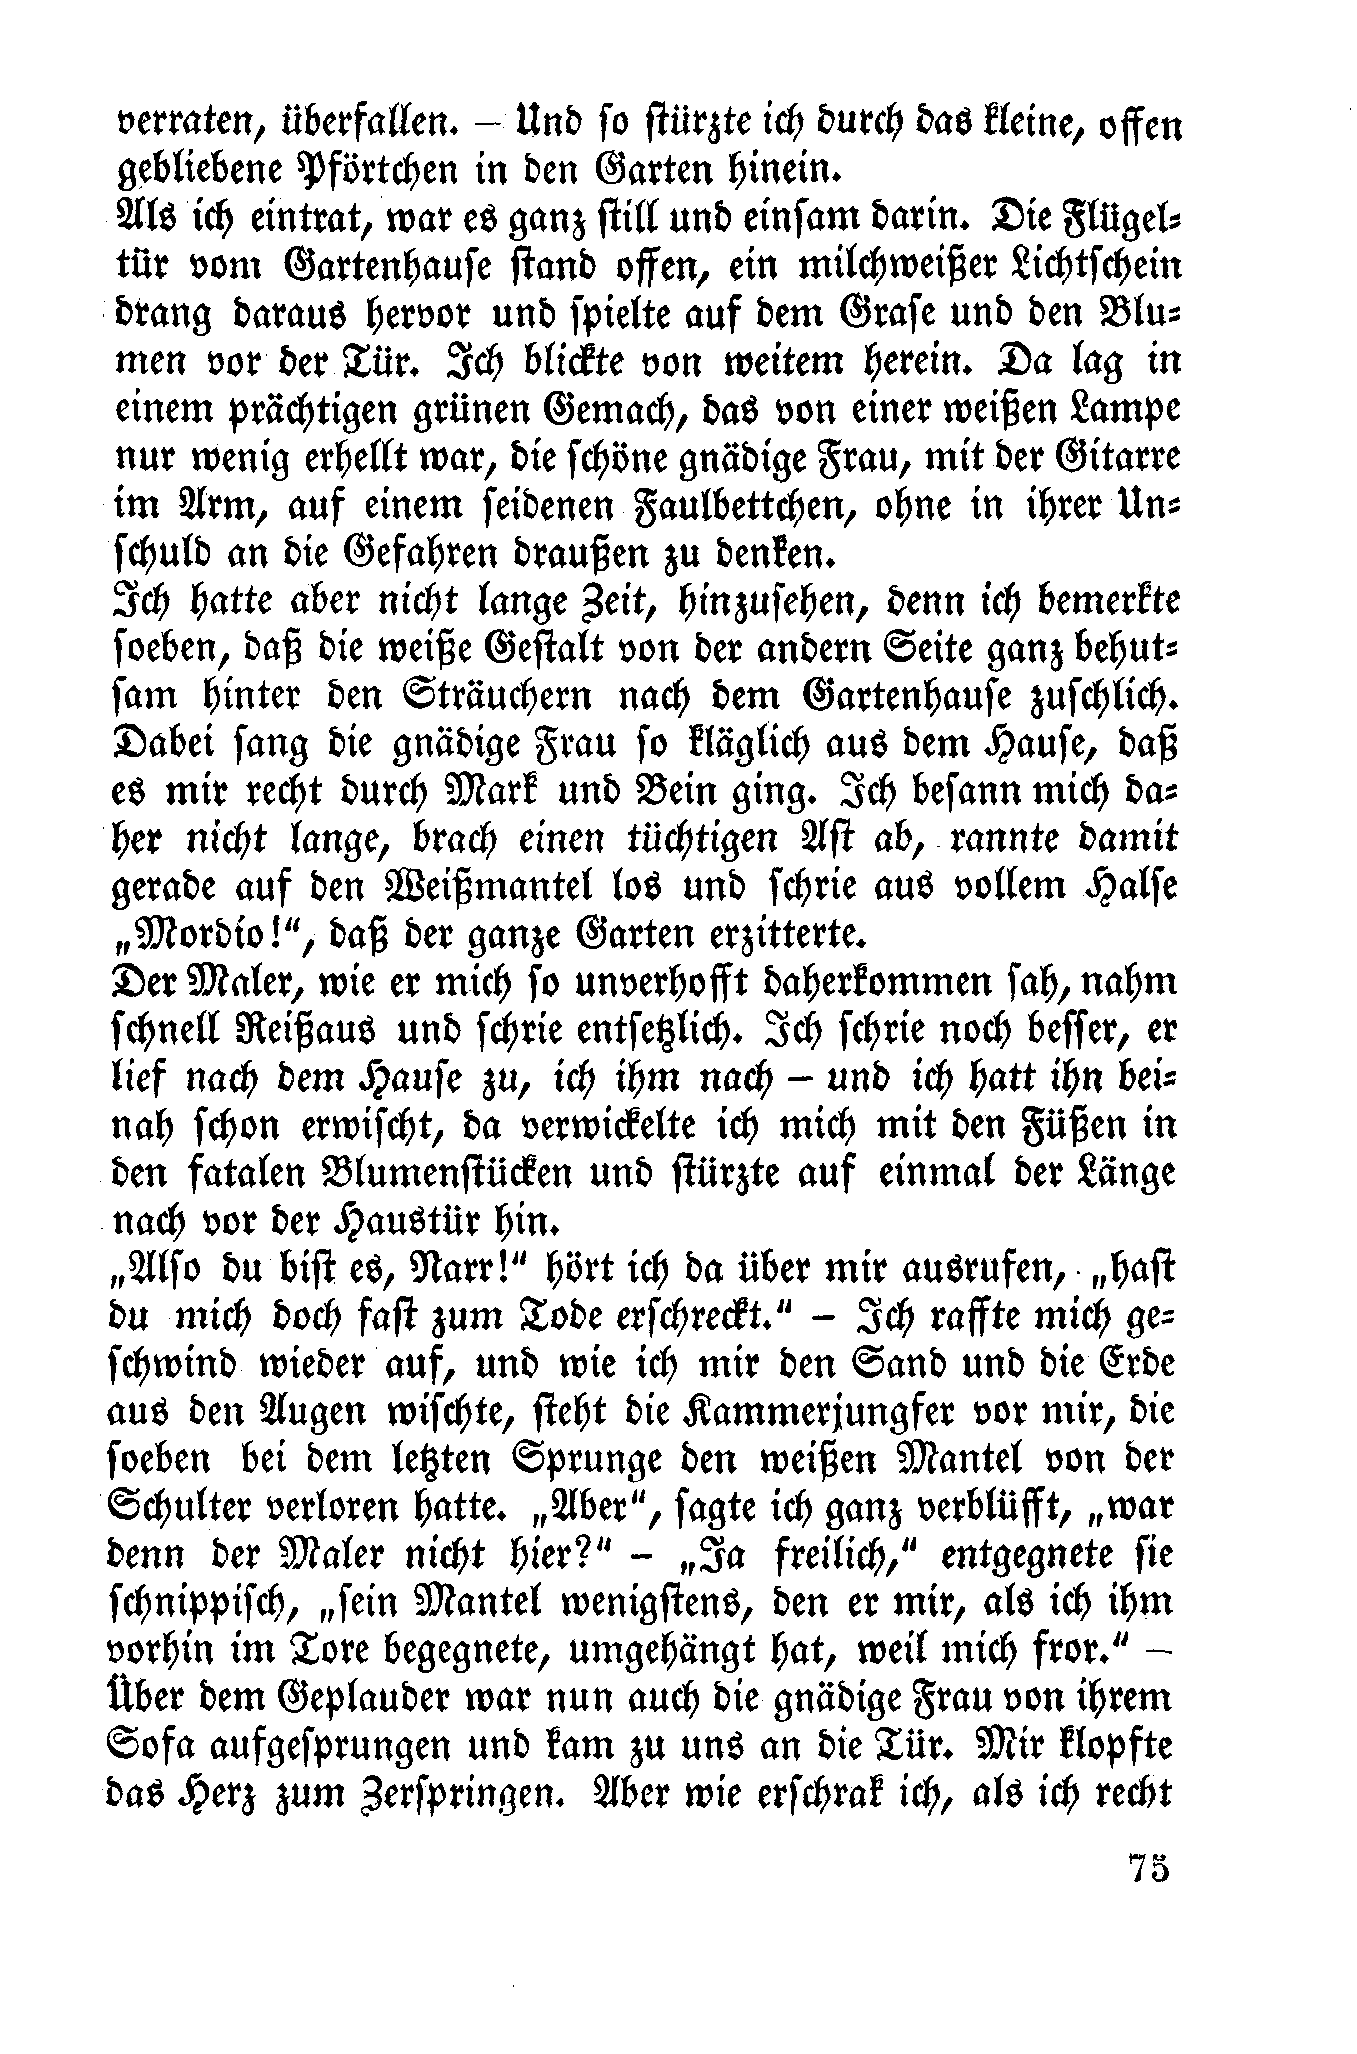 verraten, überfallen. – Und so stürzte ich durch das kleine, offen
gebliebene Pförtchen in den Garten hinein.
Als ich eintrat, war es ganz still und einsam darin. Die Flügel-
tür vom Gartenhause stand offen, ein milchweißer Lichtschein
drang daraus hervor und spielte auf dem Grase und den Blu-
men vor der Tür. Ich blickte von weitem herein. Da lag in
einem prächtigen grünen Gemach, das von einer weißen Lampe
nur wenig erhellt war, die schöne gnädige Frau, mit der Gitarre
im Arm, auf einem seidenen Faulbettchen, ohne in ihrer Un-
schuld an die Gefahren draußen zu denken.
Ich hatte aber nicht lange Zeit, hinzusehen, denn ich bemerkte
soeben, daß die weiße Gestalt von der andern Seite ganz behut-
sam hinter den Sträuchern nach dem Gartenhause zuschlich.
Dabei sang die gnädige Frau so kläglich aus dem Hause, daß
es mir recht durch Mark und Bein ging. Ich besann mich da-
her nicht lange, brach einen tüchtigen Ast ab, rannte damit
gerade auf den Weißmantel los und schrie aus vollem Halse
„Mordio!“, daß der ganze Garten erzitterte.
Der Maler, wie er mich so unverhofft daherkommen sah, nahm
schnell Reißaus und schrie entsetzlich. Ich schrie noch besser, er
lief nach dem Hause zu, ich ihm nach – und ich hatt ihn bei-
nah schon erwischt, da verwickelte ich mich mit den Füßen in
den fatalen Blumenstücken und stürzte auf einmal der Länge
nach vor der Haustür hin.
„Also du bist es, Narr!“ hört ich da über mir ausrufen, „hast
du mich doch fast zum Tode erschreckt.“ – Ich raffte mich ge-
schwind wieder auf, und wie ich mir den Sand und die Erde
aus den Augen wischte, steht die Kammerjungfer vor mir, die
soeben bei dem letzten Sprunge den weißen Mantel von der
Schulter verloren hatte. „Aber“, sagte ich ganz verblüfft, „war
denn der Maler nicht hier?“ – „Ja freilich,“ entgegnete sie
schnippisch, „sein Mantel wenigstens, den er mir, als ich ihm
vorhin im Tore begegnete, umgehängt hat, weil mich fror.“ –
Über dem Geplauder war nun auch die gnädige Frau von ihrem
Sofa aufgesprungen und kam zu uns an die Tür. Mir klopfte
das Herz zum Zerspringen. Aber wie erschrak ich, als ich recht
75